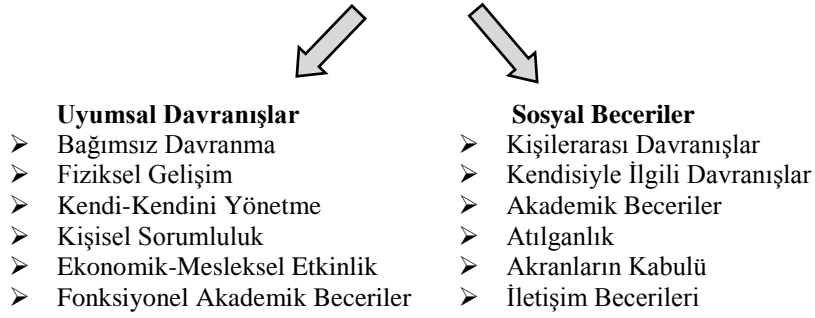 Uyumsal Davranışlar
➢ Bağımsız Davranma
➢ Fiziksel Gelişim
➢ Kendi-Kendini Yönetme
➢ Kişisel Sorumluluk
➢ Ekonomik-Mesleksel Etkinlik
➢ Fonksiyonel Akademik Beceriler
Sosyal Beceriler
➢ Kişilerarası Davranışlar
➢ Kendisiyle İlgili Davranışlar
➢ Akademik Beceriler
➢ Atılganlık
➢ Akranların Kabulü
➢ İletişim Becerileri